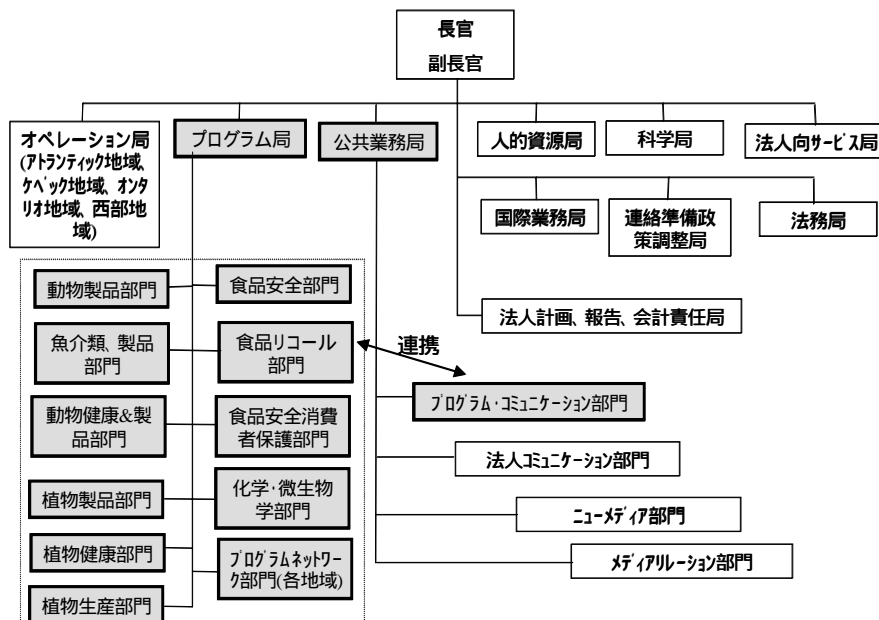 長官
副長官
オペレーション局
(アトランティック地域、
ケベック地域、オンタ
リオ地域、西部地
域)
プログラム局
公共業務局
人的資源局
科学局
法人向サービス局
国際業務局
連絡準備政
策調整局
法務局
法人計画、報告、会計責任局
動物製品部門
食品安全部門
魚介類、製品
部門
食品リコール
部門
連携
プログラム・コミュニケーション部門
動物健康&製
品部門
食品安全消費
者保護部門
法人コミュニケーション部門
植物製品部門
化学・微生物
学部門
ニューメディア部門
植物健康部門
プログラムネットワー
ク部門(各地域)
メディアリレーション部門
植物生産部門